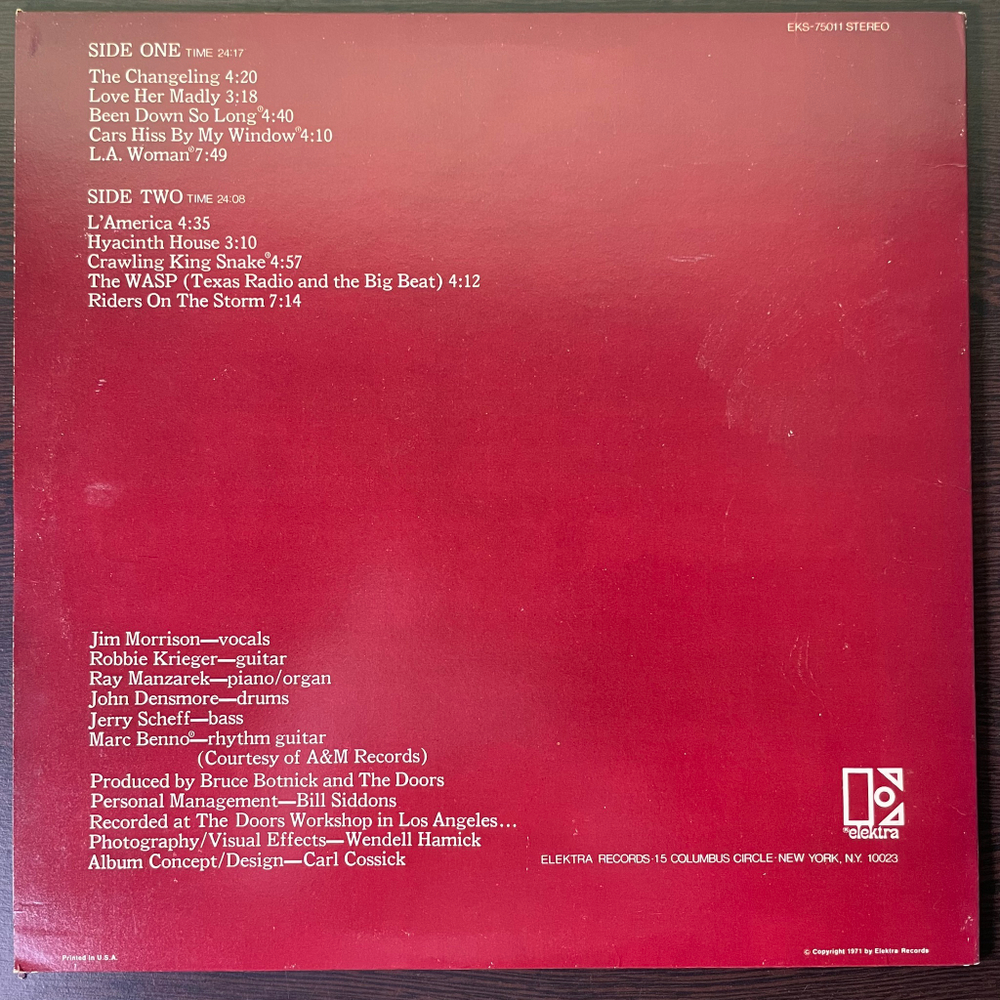 EKS-75011 STEREO
SIDE ONE TIME 24:17
The Changeling 4:20
Love Her Madly 3:18
Been Down So Long®4:40
Cars Hiss By My Window®4:10
L.A. Woman®7:49
SIDE TWO TIME 24:08
L'America 4:35
Hyacinth House 3:10
Crawling King Snake®4:57
The WASP (Texas Radio and the Big Beat) 4:12
Riders On The Storm 7:14
Jim Morrison—vocals
Robbie Krieger—guitar
Ray Manzarek—piano/organ
John Densmore—drums
Jerry Scheff—bass
Marc Benno®—rhythm guitar
(Courtesy of A&M Records)
Produced by Bruce Botnick and The Doors
Personal Management—Bill Siddons
Recorded at The Doors Workshop in Los Angeles...
Photography/Visual Effects—Wendell Hamick
Album Concept/Design—Carl Cossick
®elektra
ELEKTRA RECORDS·15 COLUMBUS CIRCLE·NEW YORK, N.Y. 10023
Printed in U.S.A.
© Copyright 1971 by Elektra Records